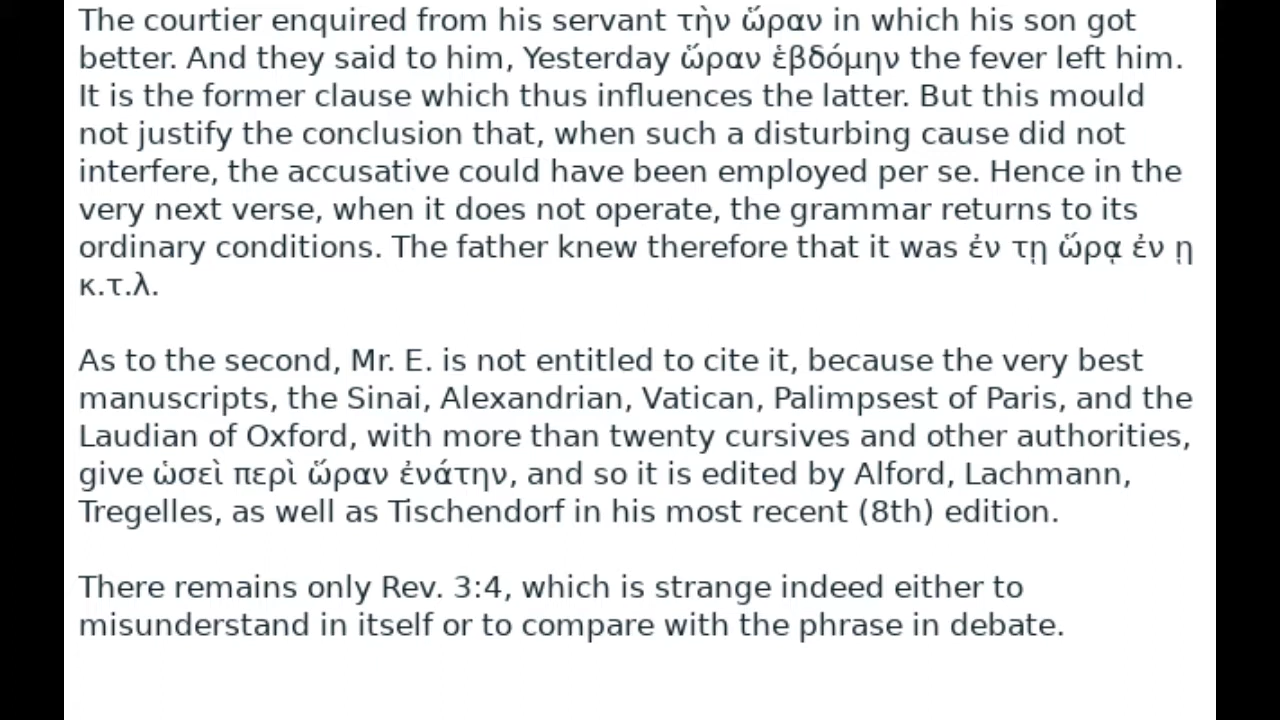 The courtier enquired from his servant τὴν ὥραν in which his son got
better. And they said to him, Yesterday ὥραν ἑβδόμην the fever left him.
It is the former clause which thus influences the latter. But this mould
not justify the conclusion that, when such a disturbing cause did not
interfere, the accusative could have been employed per se. Hence in the
very next verse, when it does not operate, the grammar returns to its
ordinary conditions. The father knew therefore that it was ἐν τῃ ὥρᾳ ἐν ῃ
κ.τ.λ.
As to the second, Mr. E. is not entitled to cite it, because the very best
manuscripts, the Sinai, Alexandrian, Vatican, Palimpsest of Paris, and the
Laudian of Oxford, with more than twenty cursives and other authorities,
give ὡσεὶ περὶ ὥραν ἐνάτην, and so it is edited by Alford, Lachmann,
Tregelles, as well as Tischendorf in his most recent (8th) edition.
There remains only Rev. 3:4, which is strange indeed either to
misunderstand in itself or to compare with the phrase in debate.